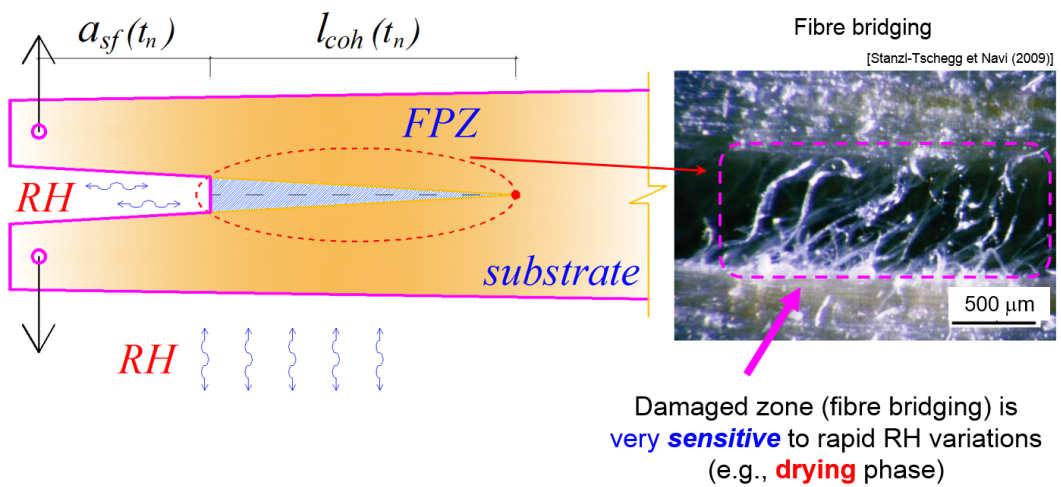 a_sf(t_n)
l_coh(t_n)
Fibre bridging
[Stanzl-Tschegg et Navi (2009)]
FPZ
RH
substrate
500 μm
RH
Damaged zone (fibre bridging) is
very sensitive to rapid RH variations
(e.g., drying phase)